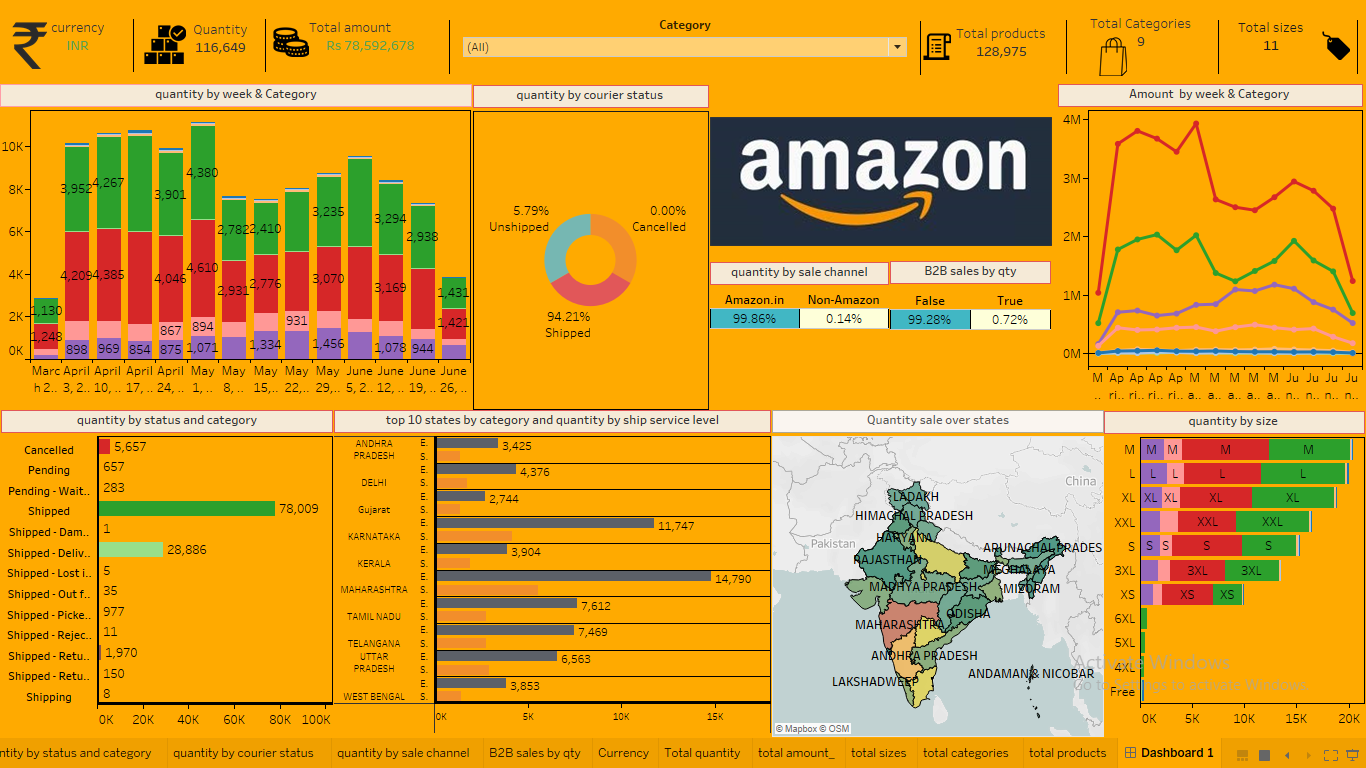 currency
INR
Quantity
116,649
Total amount
Rs 78,592,678
Category
(All)
Total products
128,975
Total Categories
9
Total sizes
11
quantity by week & Category
10K
8K
6K
4K
2K
0K
1,130
1,248
3,952
4,209
898
4,267
4,385
969
854
3,901
4,046
867
875
4,380
4,610
894
1,071
2,782
2,931
2,410
2,776
1,334
931
3,235
3,070
1,456
3,294
3,169
1,078
2,938
944
1,431
1,421
Marc April April April April May May May May May June June June June
h 2.. 3, 2.. 10, .. 17, .. 24, .. 1, .. 8, .. 15,.. 22,.. 29,.. 5, 2.. 12, .. 19, .. 26, ..
quantity by courier status
5.79%
Unshipped
0.00%
Cancelled
94.21%
Shipped
amazon
quantity by sale channel
Amazon.in Non-Amazon
99.86% 0.14%
B2B sales by qty
False True
99.28% 0.72%
Amount by week & Category
4M
3M
2M
1M
0M
M Ap Ap Ap Ap M M M M M Ju Ju Ju Ju
.. ri.. ri.. ri.. ri.. a.. a.. a.. a.. a.. n.. n.. n.. n..
quantity by status and category
Cancelled 5,657
Pending 657
Pending - Wait.. 283
Shipped 78,009
Shipped - Dam.. 1
Shipped - Deliv.. 28,886
Shipped - Lost i.. 5
Shipped - Out f.. 35
Shipped - Picke.. 977
Shipped - Rejec.. 11
Shipped - Retu.. 1,970
Shipped - Retu.. 150
Shipping 8
0K 20K 40K 60K 80K 100K
top 10 states by category and quantity by ship service level
ANDHRA PRADESH E.. 3,425
S..
DELHI E.. 4,376
S..
Gujarat E.. 2,744
S..
KARNATAKA E.. 11,747
S..
KERALA E.. 3,904
S..
MAHARASHTRA E.. 14,790
S..
TAMIL NADU E.. 7,612
S..
TELANGANA E.. 7,469
S..
UTTAR PRADESH E.. 6,563
S..
WEST BENGAL E.. 3,853
S..
0K 5K 10K 15K
Quantity sale over states
China
Pakistan
LADAKH
HIMACHAL PRADESH
HARYANA
RAJASTHAN
ARUNACHAL PRADES
MEGHALAYA
MADHYA PRADESH
MIZORAM
ODISHA
MAHARASHTRA
ANDHRA PRADESH
LAKSHADWEEP
ANDAMAN & NICOBAR
© Mapbox © OSM
quantity by size
M M M M M
L L L L L
XL XL XL XL XL
XXL XXL XXL
S S S S S
3XL 3XL 3XL
XS XS XS
6XL
5XL
4XL
Free
0K 5K 10K 15K 20K
Activate Windows
Go to Settings to activate Windows.
ntity by status and category quantity by courier status quantity by sale channel B2B sales by qty Currency Total quantity total amount_ total sizes total categories total products Dashboard 1